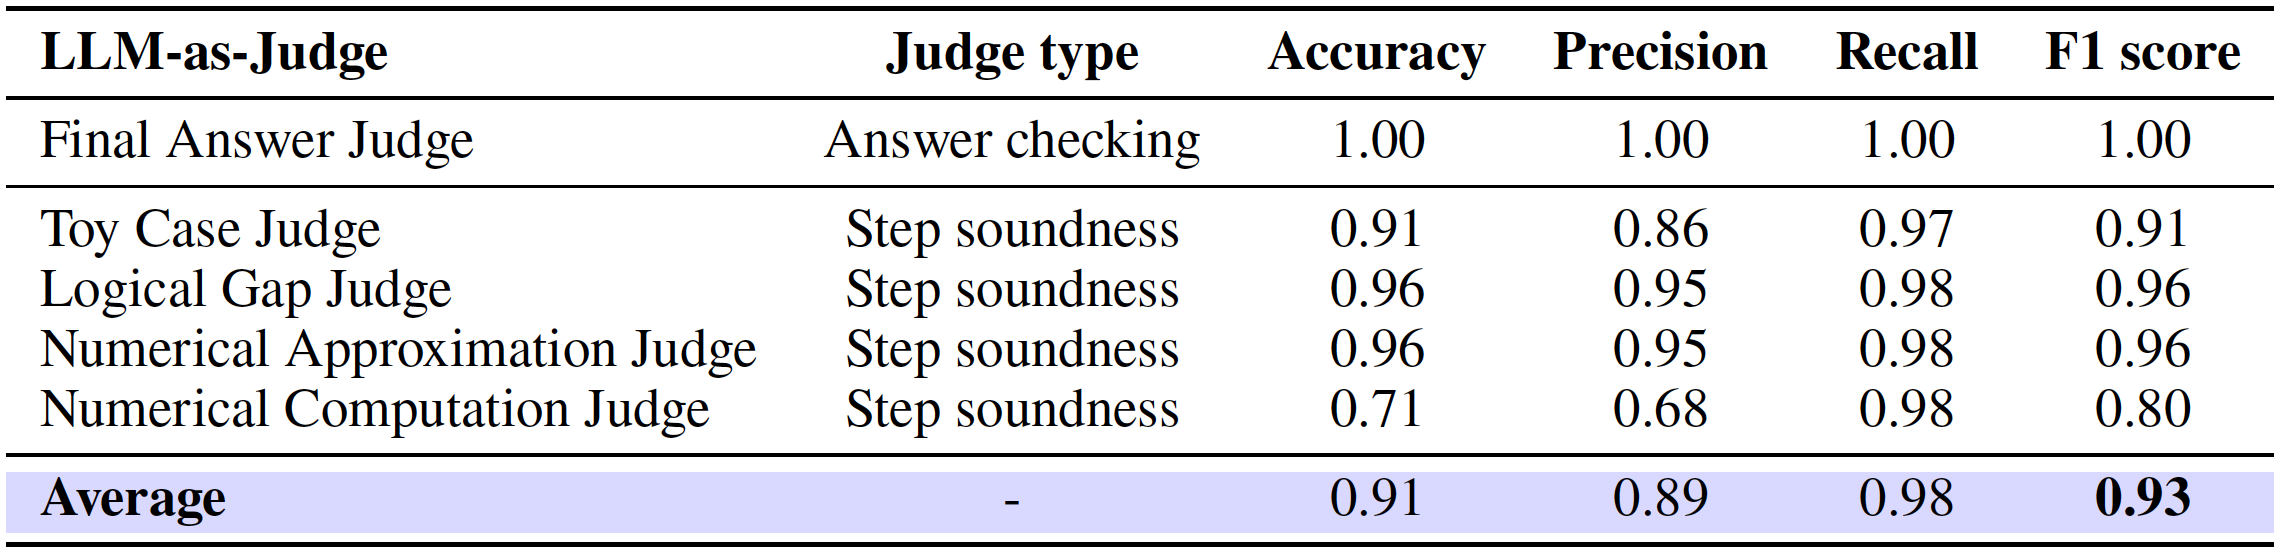 LLM-as-Judge Judge type Accuracy Precision Recall F1 score
Final Answer Judge Answer checking 1.00 1.00 1.00 1.00
Toy Case Judge Step soundness 0.91 0.86 0.97 0.91
Logical Gap Judge Step soundness 0.96 0.95 0.98 0.96
Numerical Approximation Judge Step soundness 0.96 0.95 0.98 0.96
Numerical Computation Judge Step soundness 0.71 0.68 0.98 0.80
Average - 0.91 0.89 0.98 0.93